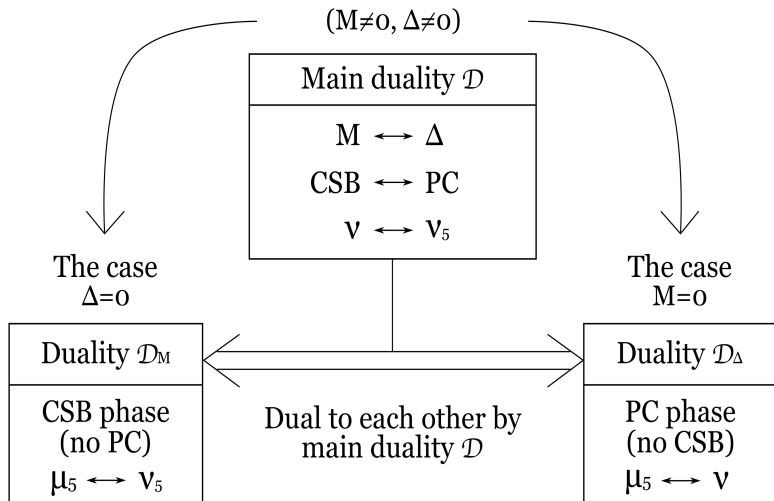 (M≠0, Δ≠0)
Main duality 𝒟
M ↔ Δ
CSB ↔ PC
ν ↔ ν₅
The case
Δ=0
The case
M=0
Duality 𝒟M
CSB phase
(no PC)
μ₅ ↔ ν₅
Dual to each other by
main duality 𝒟
Duality 𝒟Δ
PC phase
(no CSB)
μ₅ ↔ ν